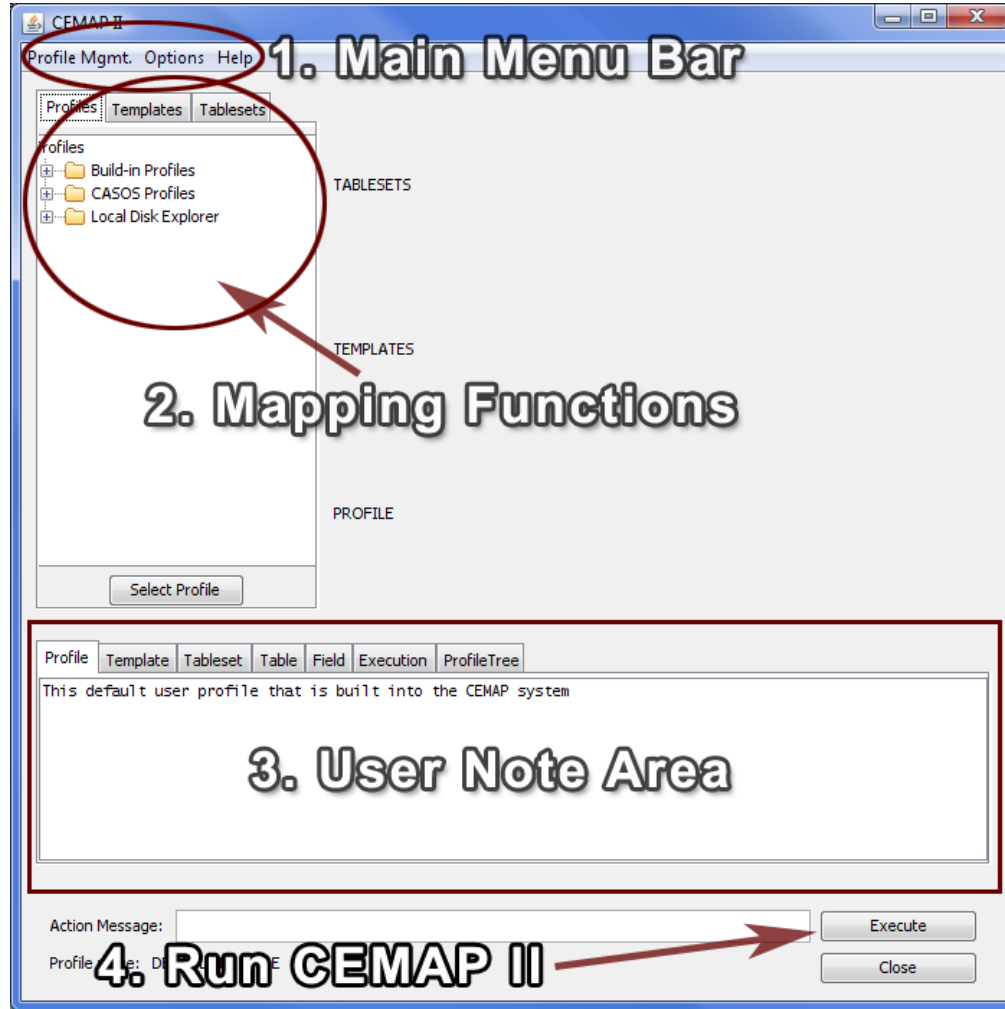 CEMAP II
Profile Mgmt. Options Help
1. Main Menu Bar
Profiles Templates Tablesets
rofiles
Build-in Profiles
CASOS Profiles
Local Disk Explorer
TABLESETS
TEMPLATES
2. Mapping Functions
PROFILE
Select Profile
Profile Template Tableset Table Field Execution ProfileTree
This default user profile that is built into the CEMAP system
3. User Note Area
Action Message:
Execute
4. Run CEMAP II
Profile
Close